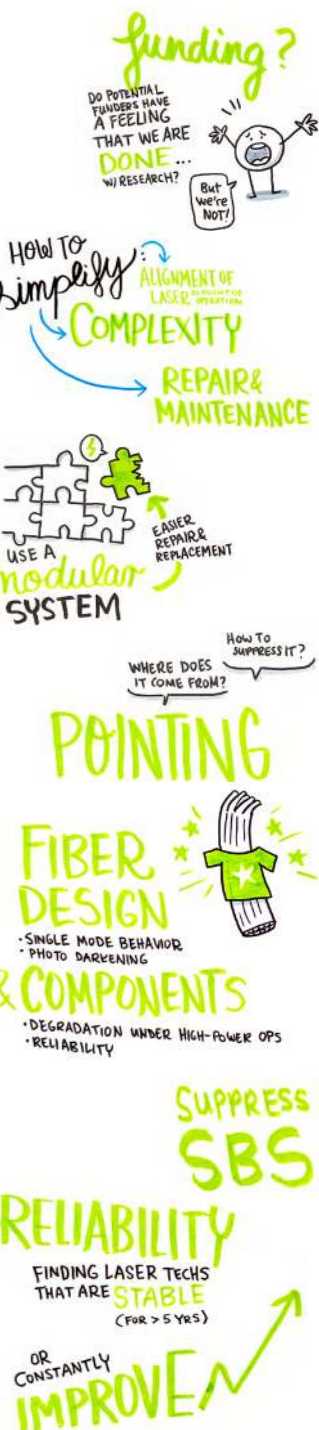 funding?
DO POTENTIAL
FUNDERS HAVE
A FEELING
THAT WE ARE
DONE...
W/ RESEARCH?
But
we're
NOT!
HOW TO
simplify:
ALIGNMENT OF
LASER
OPERATION
COMPLEXITY
REPAIR &
MAINTENANCE
EASIER
REPAIR &
REPLACEMENT
USE A
modular
SYSTEM
HOW TO
SUPPRESS IT?
WHERE DOES
IT COME FROM?
POINTING
FIBER
DESIGN
• SINGLE MODE BEHAVIOR
• PHOTO DARKENING
& COMPONENTS
• DEGRADATION UNDER HIGH-POWER OPS
• RELIABILITY
SUPPRESS
SBS
RELIABILITY
FINDING LASER TECHS
THAT ARE STABLE
(FOR > 5 YRS)
OR
CONSTANTLY
IMPROVE